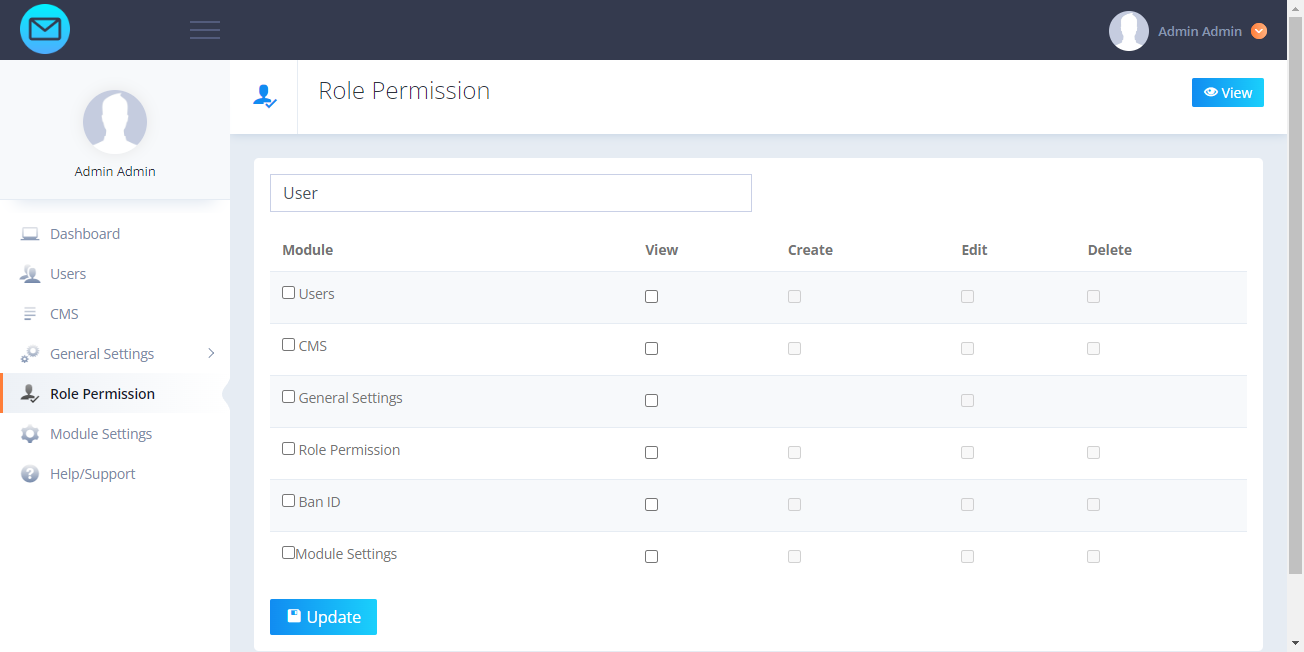 Admin Admin
Role Permission
View
Admin Admin
Dashboard
Users
CMS
General Settings
Role Permission
Module Settings
Help/Support
User
Module View Create Edit Delete
Users
CMS
General Settings
Role Permission
Ban ID
Module Settings
Update